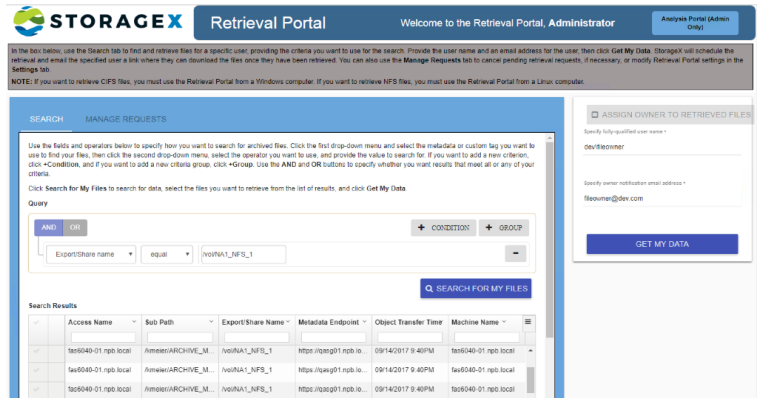 STORAGEX
Retrieval Portal
Welcome to the Retrieval Portal, Administrator
Analysis Portal (Admin
Only)
In the box below, use the Search tab to find and retrieve files for a specific user, providing the criteria you want to use for the search. Provide the user name and an email address for the user, then click Get My Data. StorageX will schedule the
retrieval and email the specified user a link where they can download the files once they have been retrieved. You can also use the Manage Requests tab to cancel pending retrieval requests, if necessary, or modify Retrieval Portal settings in the
Settings tab.
NOTE: If you want to retrieve CIFS files, you must use the Retrieval Portal from a Windows computer. If you want to retrieve NFS files, you must use the Retrieval Portal from a Linux computer.
SEARCH MANAGE REQUESTS
Use the fields and operators below to specify how you want to search for archived files. Click the first drop-down menu and select the metadata or custom tag you want to
use to find your files, then click the second drop-down menu, select the operator you want to use, and provide the value to search for. If you want to add a new criterion,
click +Condition, and if you want to add a new criteria group, click +Group. Use the AND and OR buttons to specify whether you want results that meet all or any of your
criteria.
Click Search for My Files to search for data, select the files you want to retrieve from the list of results, and click Get My Data.
Query
AND OR + CONDITION + GROUP
Export/Share name equal /vol/NA1_NFS_1 −
SEARCH FOR MY FILES
Search Results
Access Name Sub Path Export/Share Name Metadata Endpoint Object Transfer Time Machine Name
fas6040-01.npb.local /kmeier/ARCHIVE_M... /vol/NA1_NFS_1 https://qasg01.npb.lo... 09/14/2017 9:40PM fas6040-01.npb.local
fas6040-01.npb.local /kmeier/ARCHIVE_M... /vol/NA1_NFS_1 https://qasg01.npb.lo... 09/14/2017 9:40PM fas6040-01.npb.local
fas6040-01.npb.local /kmeier/ARCHIVE_M... /vol/NA1_NFS_1 https://qasg01.npb.lo... 09/14/2017 9:40PM fas6040-01.npb.local
ASSIGN OWNER TO RETRIEVED FILES
Specify fully-qualified user name *
dev\fileowner
Specify owner notification email address *
fileowner@dev.com
GET MY DATA